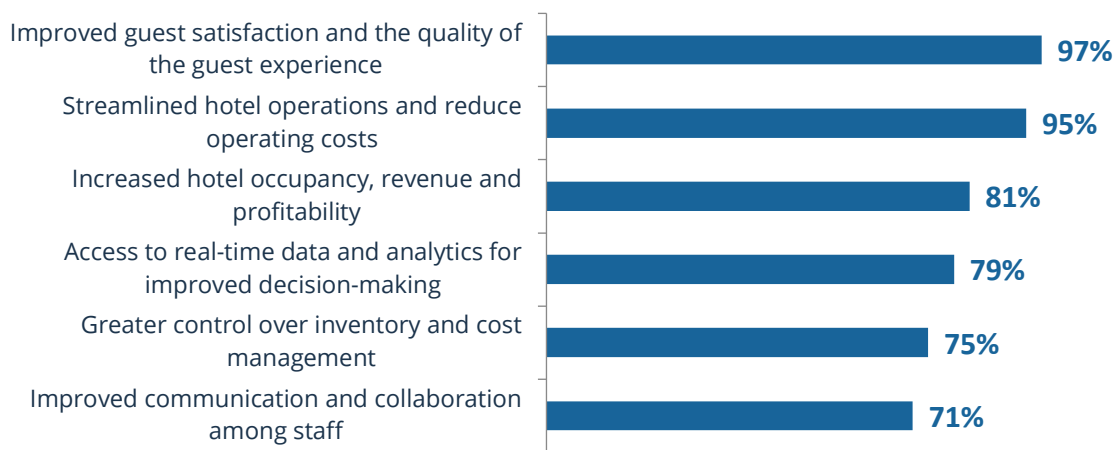 Improved guest satisfaction and the quality of
the guest experience
97%
Streamlined hotel operations and reduce
operating costs
95%
Increased hotel occupancy, revenue and
profitability
81%
Access to real-time data and analytics for
improved decision-making
79%
Greater control over inventory and cost
management
75%
Improved communication and collaboration
among staff
71%